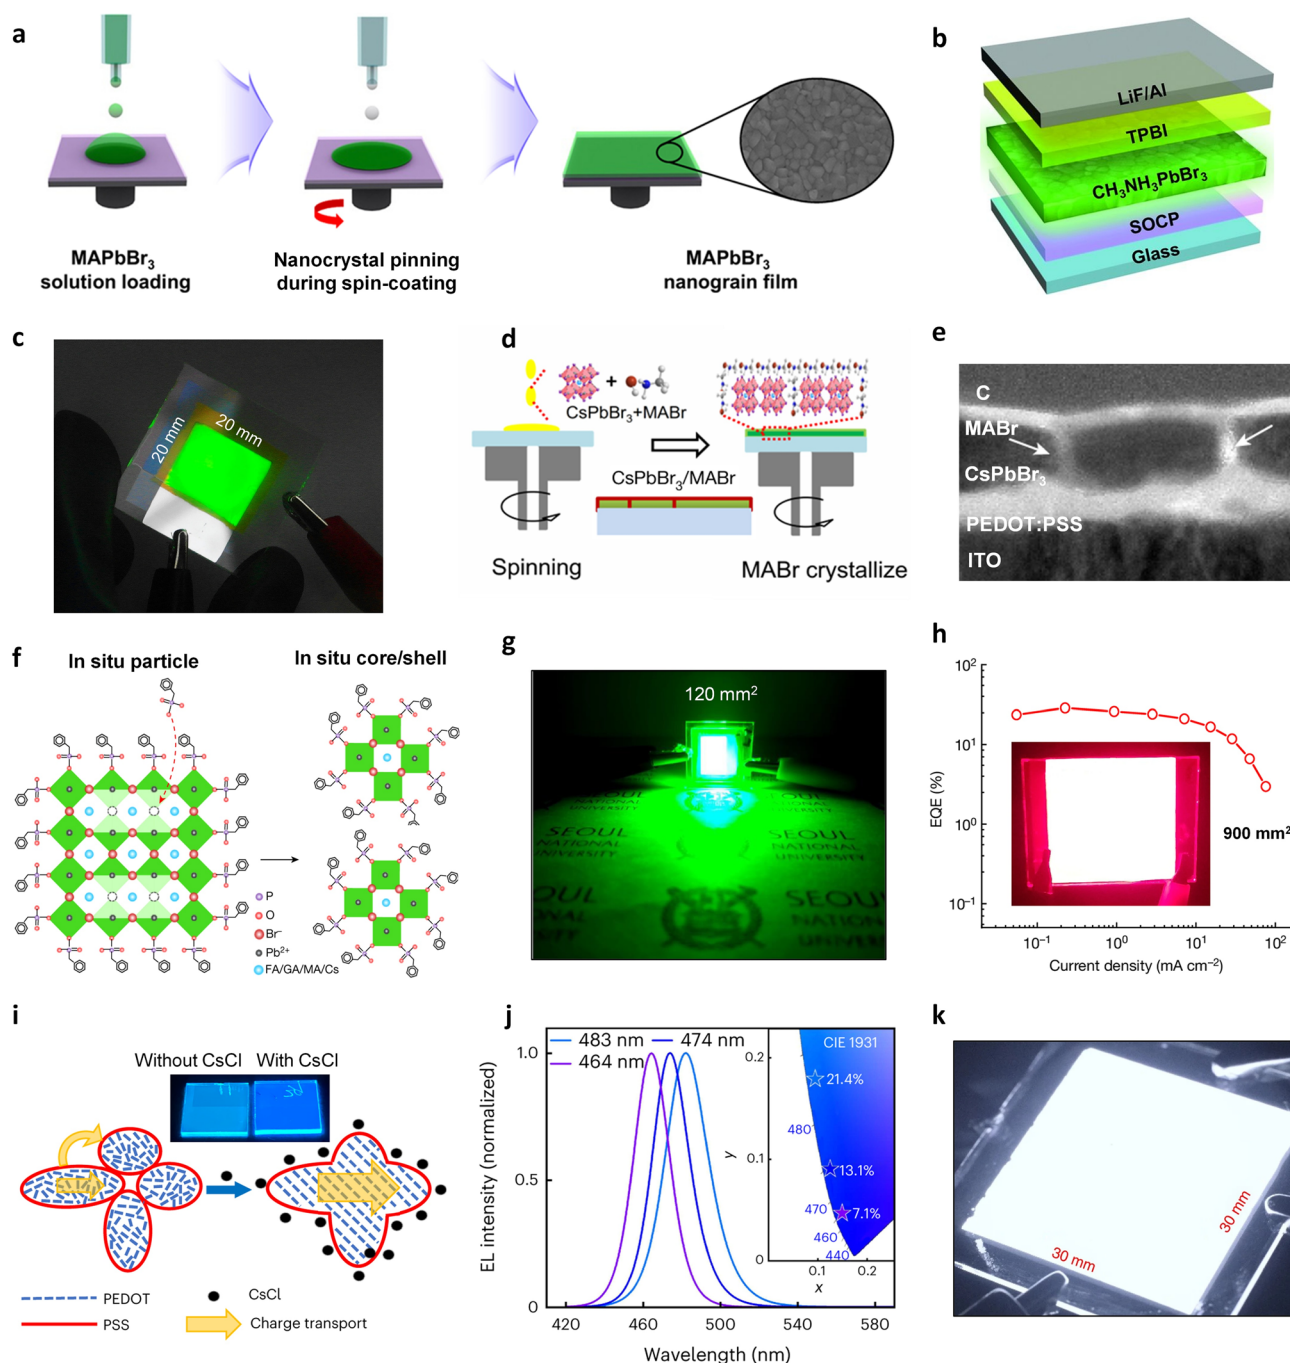 a
MAPbBr3
solution loading
Nanocrystal pinning
during spin-coating
MAPbBr3
nanograin film
b
LiF/Al
TPBI
CH3NH3PbBr3
SOCP
Glass
c
20 mm
20 mm
d
CsPbBr3+MABr
CsPbBr3/MABr
Spinning
MABr crystallize
e
C
MABr
CsPbBr3
PEDOT:PSS
ITO
f
In situ particle
In situ core/shell
P
O
Br−
Pb2+
FA/GA/MA/Cs
g
120 mm2
SEOUL
NATIONAL
UNIVERSITY
SEOUL
NATIONAL
UNIVERSITY
SEOUL
NATIONAL
UNIVERSITY
h
EQE (%)
10²
10¹
10⁰
10⁻¹
900 mm2
10⁻¹ 10⁰ 10¹ 10²
Current density (mA cm−2)
i
Without CsCl With CsCl
PEDOT
PSS
CsCl
Charge transport
j
483 nm 474 nm
464 nm
EL intensity (normalized)
1.0
0.5
0
420 460 500 540 580
Wavelength (nm)
CIE 1931
y
0.2
0.1
0
21.4%
480
13.1%
470
7.1%
460
440
0.1 0.2
x
k
30 mm
30 mm